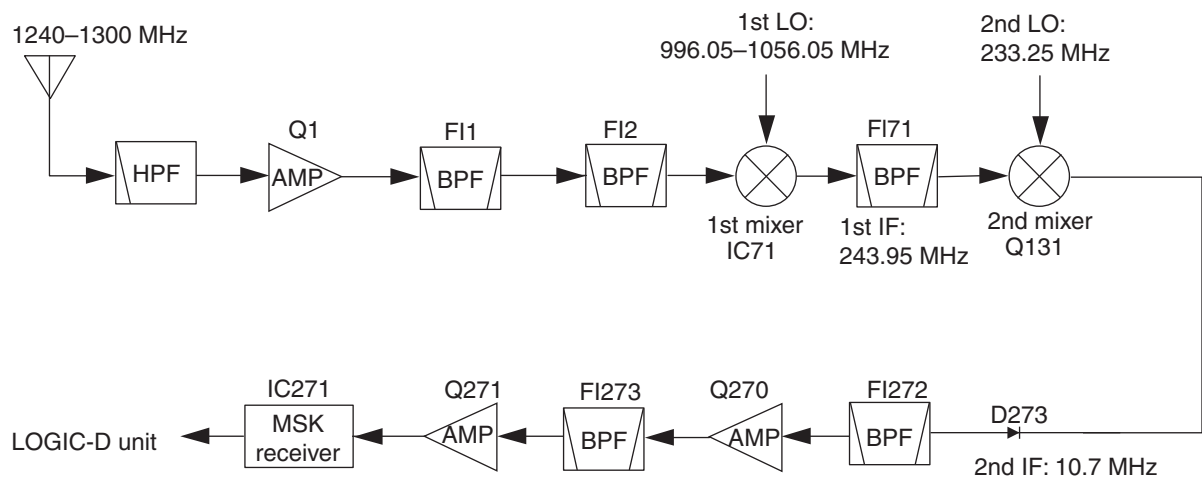 1240–1300 MHz
1st LO:
996.05–1056.05 MHz
2nd LO:
233.25 MHz
Q1
FI1
FI2
FI71
HPF
AMP
BPF
BPF
BPF
1st mixer
IC71
1st IF:
243.95 MHz
2nd mixer
Q131
IC271
Q271
FI273
Q270
FI272
D273
LOGIC-D unit
MSK
receiver
AMP
BPF
AMP
BPF
2nd IF: 10.7 MHz